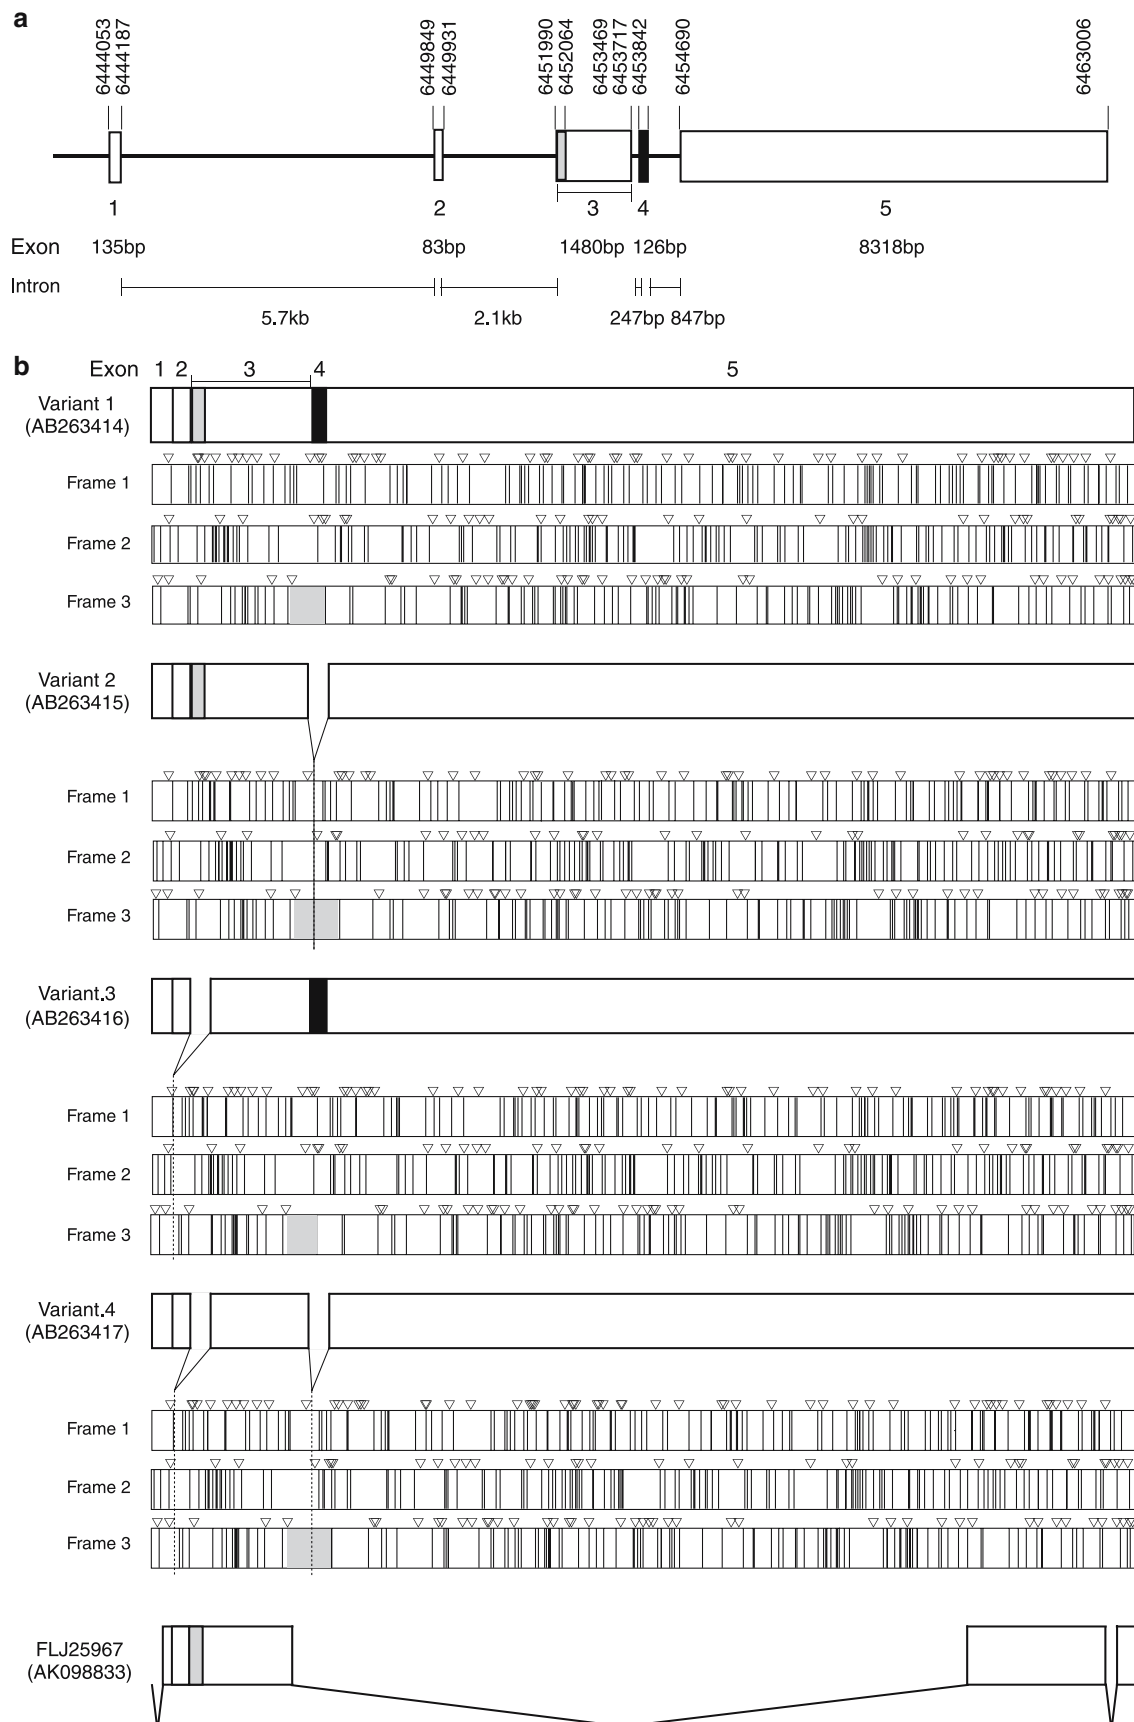 a
6444053
6444187
6449849
6449931
6451990
6452064
6453469
6453717
6453842
6454690
6463006
1 2 3 4 5
Exon 135bp 83bp 1480bp 126bp 8318bp
Intron
5.7kb 2.1kb 247bp 847bp
b
Exon 1 2 3 4 5
Variant 1
(AB263414)
Frame 1
Frame 2
Frame 3
Variant 2
(AB263415)
Frame 1
Frame 2
Frame 3
Variant.3
(AB263416)
Frame 1
Frame 2
Frame 3
Variant.4
(AB263417)
Frame 1
Frame 2
Frame 3
FLJ25967
(AK098833)